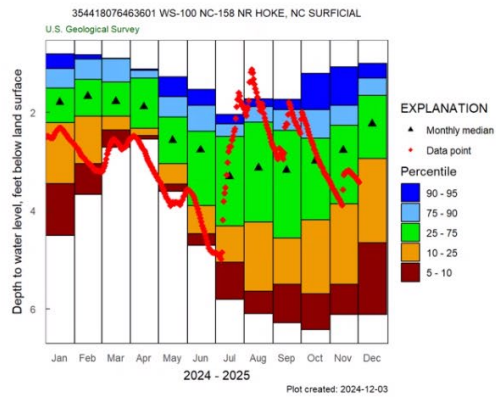 354418076463601 WS-100 NC-158 NR HOKE, NC SURFICIAL
U.S. Geological Survey
Depth to water level, feet below land surface
2
4
6
Jan Feb Mar Apr May Jun Jul Aug Sep Oct Nov Dec
2024 - 2025
Plot created: 2024-12-03
EXPLANATION
Monthly median
Data point
Percentile
90 - 95
75 - 90
25 - 75
10 - 25
5 - 10